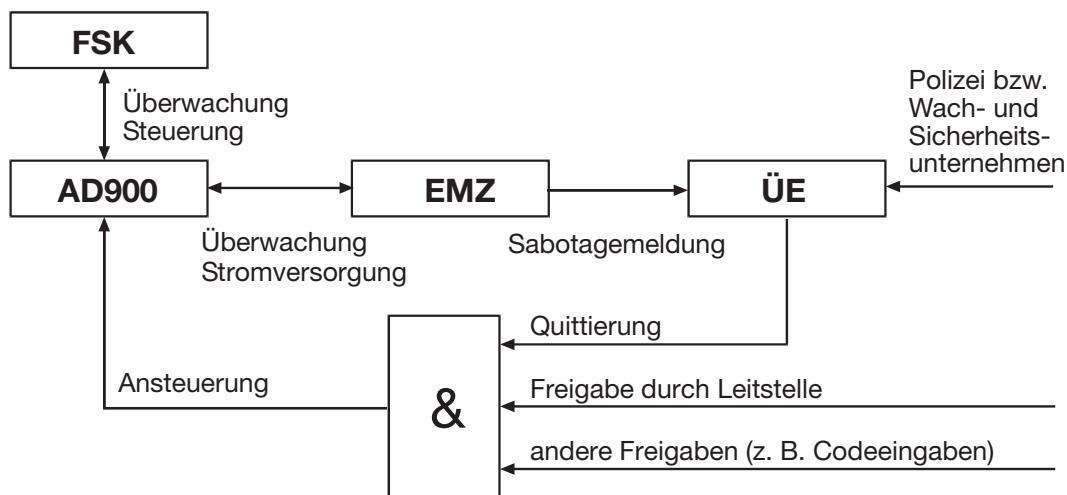 FSK
Überwachung
Steuerung
Polizei bzw.
Wach- und
Sicherheits-
unternehmen
AD900
EMZ
ÜE
Überwachung
Stromversorgung
Sabotagemeldung
Quittierung
Ansteuerung
Freigabe durch Leitstelle
&
andere Freigaben (z. B. Codeeingaben)